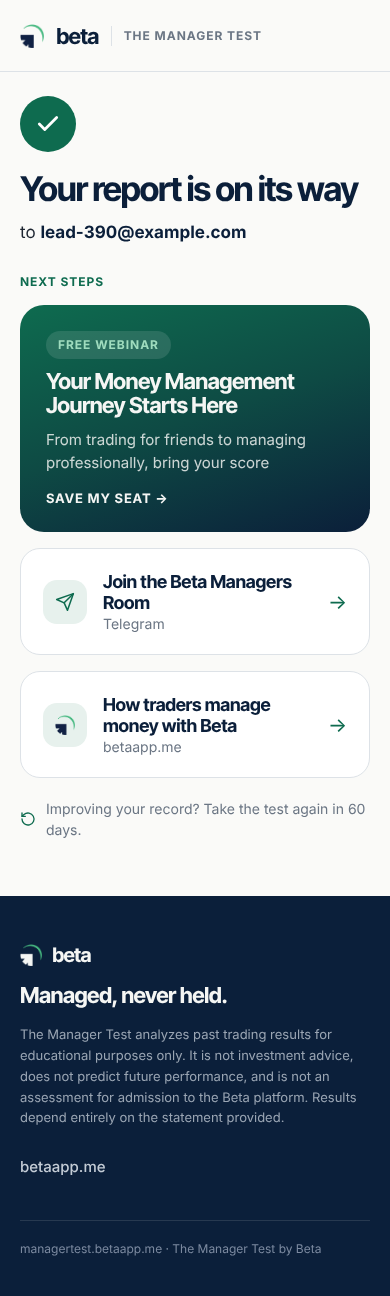 beta
THE MANAGER TEST
Your report is on its way
to lead-390@example.com
NEXT STEPS
FREE WEBINAR
Your Money Management
Journey Starts Here
From trading for friends to managing
professionally, bring your score
SAVE MY SEAT →
Join the Beta Managers
Room
Telegram
How traders manage
money with Beta
betaapp.me
Improving your record? Take the test again in 60
days.
beta
Managed, never held.
The Manager Test analyzes past trading results for
educational purposes only. It is not investment advice,
does not predict future performance, and is not an
assessment for admission to the Beta platform. Results
depend entirely on the statement provided.
betaapp.me
managertest.betaapp.me · The Manager Test by Beta